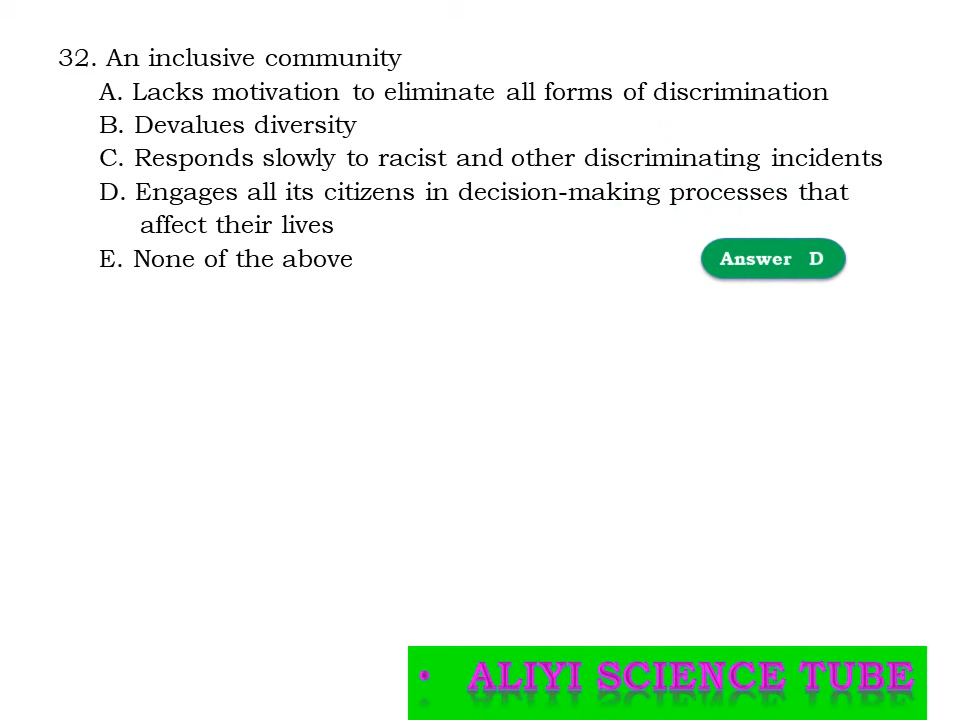 32. An inclusive community
A. Lacks motivation to eliminate all forms of discrimination
B. Devalues diversity
C. Responds slowly to racist and other discriminating incidents
D. Engages all its citizens in decision-making processes that
affect their lives
E. None of the above
Answer D
• ALIYI SCIENCE TUBE